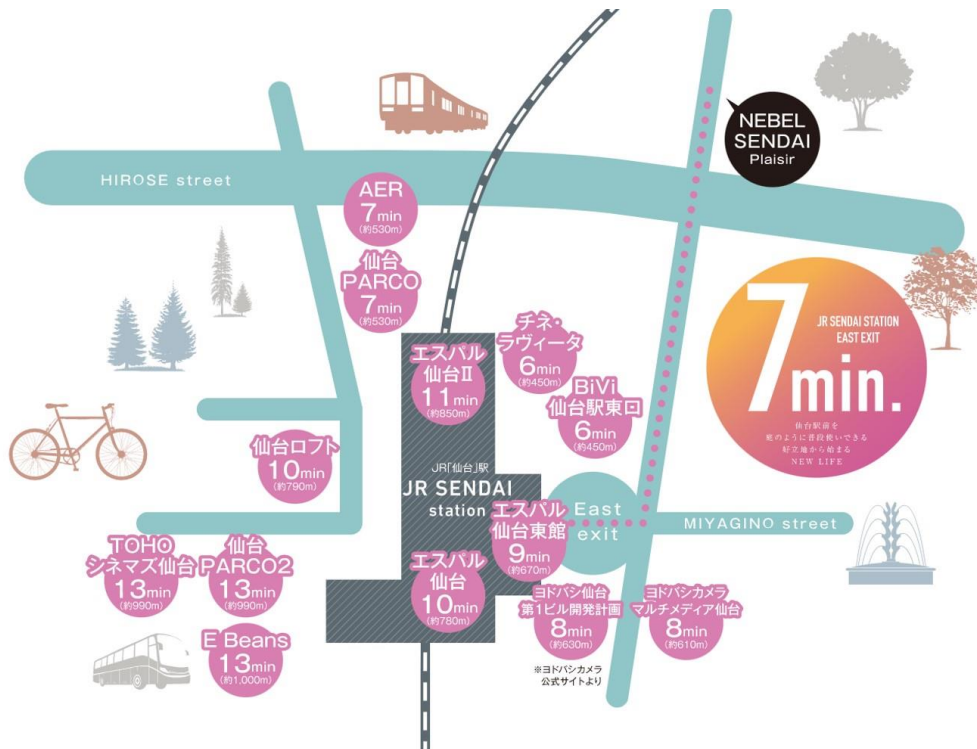 NEBEL
SENDAI
Plaisir
HIROSE street
AER
7min
(約530m)
仙台
PARCO
7min
(約530m)
7min.
JR SENDAI STATION
EAST EXIT
仙台駅前を
庭のように普段使いできる
好立地から始まる
NEW LIFE
チネ・
ラヴィータ
6min
(約450m)
エスパル
仙台II
11min
(約850m)
BiVi
仙台駅東口
6min
(約450m)
仙台ロフト
10min
(約790m)
JR「仙台」駅
JR SENDAI
station
エスパル
仙台東館
9min
(約670m)
East
exit
MIYAGINO street
TOHO
シネマズ仙台
13min
(約990m)
仙台
PARCO2
13min
(約990m)
エスパル
仙台
10min
(約780m)
ヨドバシ仙台
第1ビル開発計画
8min
(約630m)
ヨドバシカメラ
マルチメディア仙台
8min
(約610m)
E Beans
13min
(約1,000m)
※ヨドバシカメラ
公式サイトより